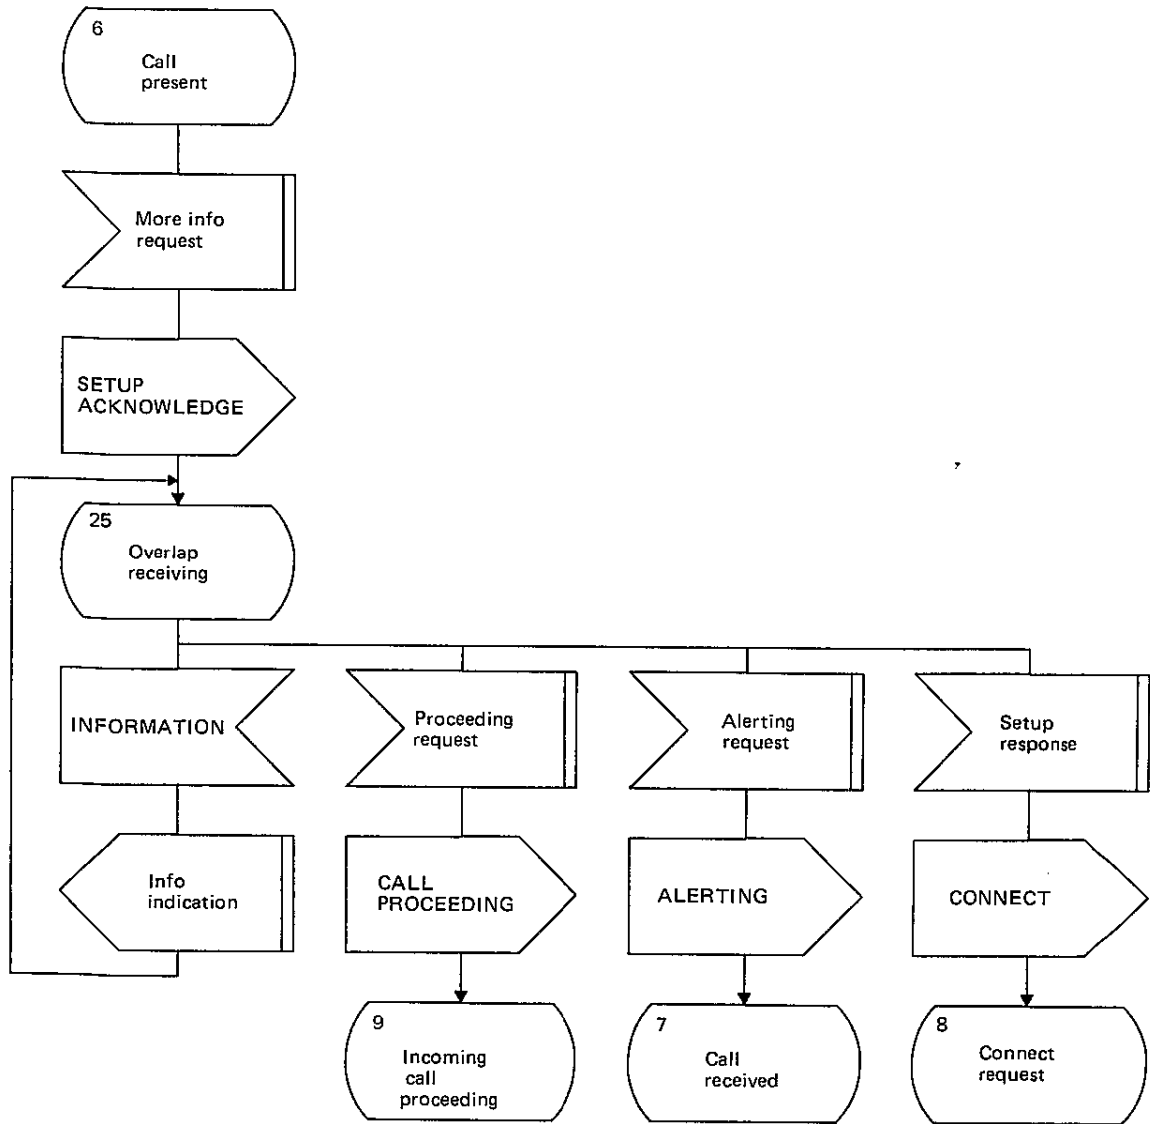 6
Call
present
More info
request
SETUP
ACKNOWLEDGE
25
Overlap
receiving
INFORMATION
Proceeding
request
Alerting
request
Setup
response
Info
indication
CALL
PROCEEDING
ALERTING
CONNECT
9
Incoming
call
proceeding
7
Call
received
8
Connect
request